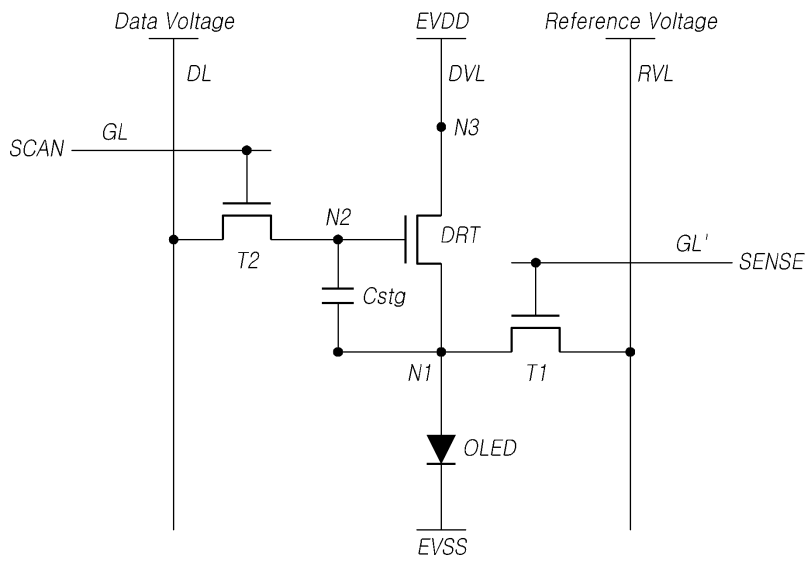 Data Voltage
EVDD
Reference Voltage
DL
DVL
RVL
GL
N3
SCAN
N2
DRT
GL'
T2
SENSE
Cstg
N1
T1
OLED
EVSS